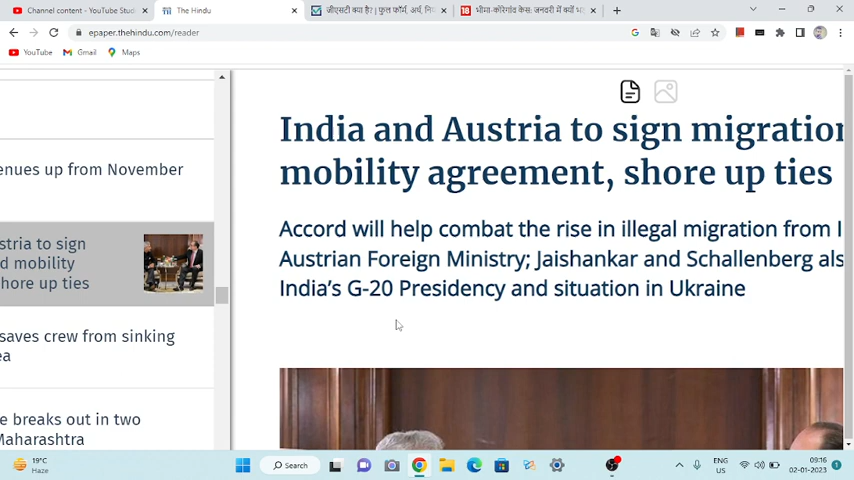 Channel content - YouTube Stud
The Hindu
जीएसटी क्या है? | फुल फॉर्म, अर्थ, निय
भीमा-कोरेगांव केस: जनवरी में क्यों भड़
epaper.thehindu.com/reader
YouTube
Gmail
Maps
enues up from November
stria to sign
d mobility
hore up ties
saves crew from sinking
ea
e breaks out in two
Maharashtra
India and Austria to sign migration
mobility agreement, shore up ties
Accord will help combat the rise in illegal migration from I
Austrian Foreign Ministry; Jaishankar and Schallenberg als
India's G-20 Presidency and situation in Ukraine
19°C
Haze
Search
ENG
US
09:16
02-01-2023
1